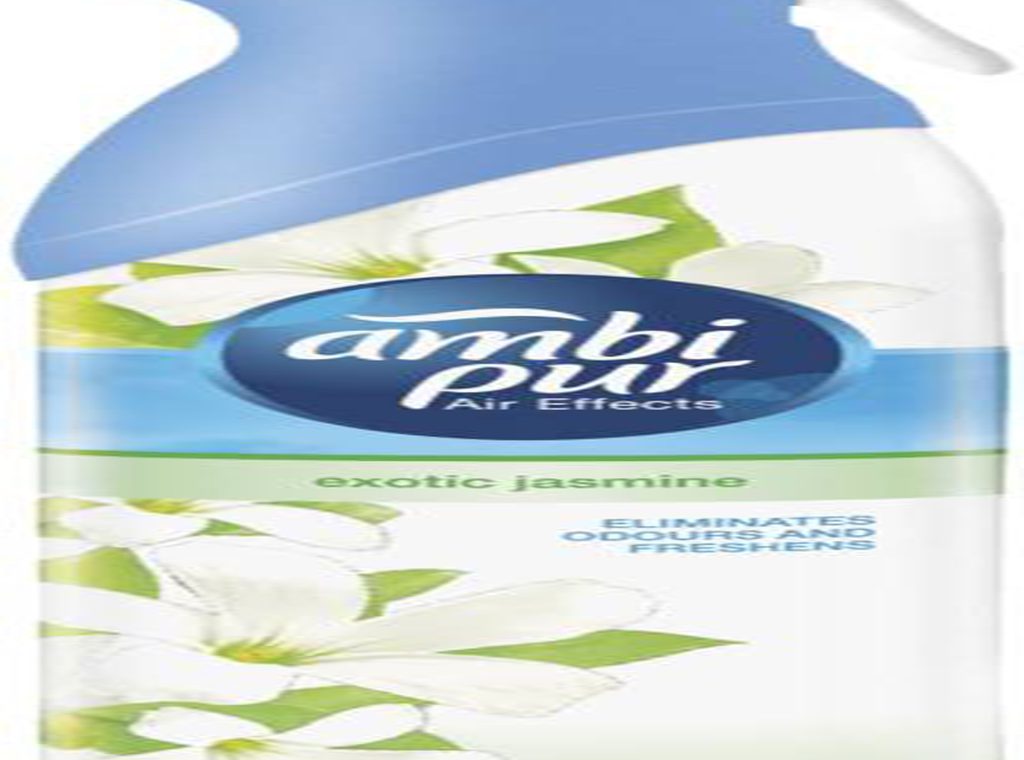 ambi
pur
Air Effects
exotic jasmine
ELIMINATES
ODOURS AND
FRESHENS